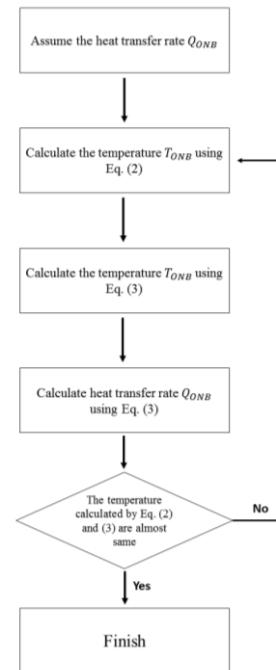 Assume the heat transfer rate Q_ONB
Calculate the temperature T_ONB using
Eq. (2)
Calculate the temperature T_ONB using
Eq. (3)
Calculate heat transfer rate Q_ONB
using Eq. (3)
The temperature
calculated by Eq. (2)
and (3) are almost
same
No
Yes
Finish